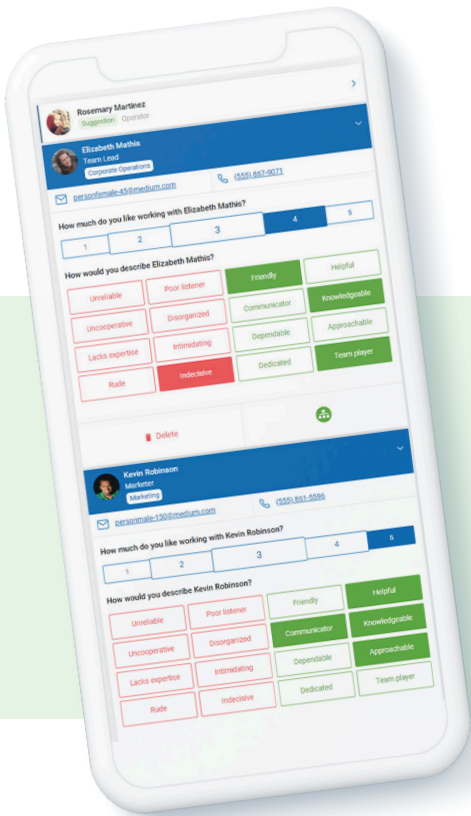 Rosemary Martinez
Suggestion Operator
Elizabeth Mathis
Team Lead
Corporate Operations
personfemale-45@medium.com (555) 867-9071
How much do you like working with Elizabeth Mathis?
1 2 3 4 5
How would you describe Elizabeth Mathis?
Unreliable Poor listener Friendly Helpful
Uncooperative Disorganized Communicator Knowledgeable
Lacks expertise Intimidating Dependable Approachable
Rude Indecisive Dedicated Team player
Delete
Kevin Robinson
Marketer
Marketing
personmale-150@medium.com (555) 861-5596
How much do you like working with Kevin Robinson?
1 2 3 4 5
How would you describe Kevin Robinson?
Unreliable Poor listener Friendly Helpful
Uncooperative Disorganized Communicator Knowledgeable
Lacks expertise Intimidating Dependable Approachable
Rude Indecisive Dedicated Team player